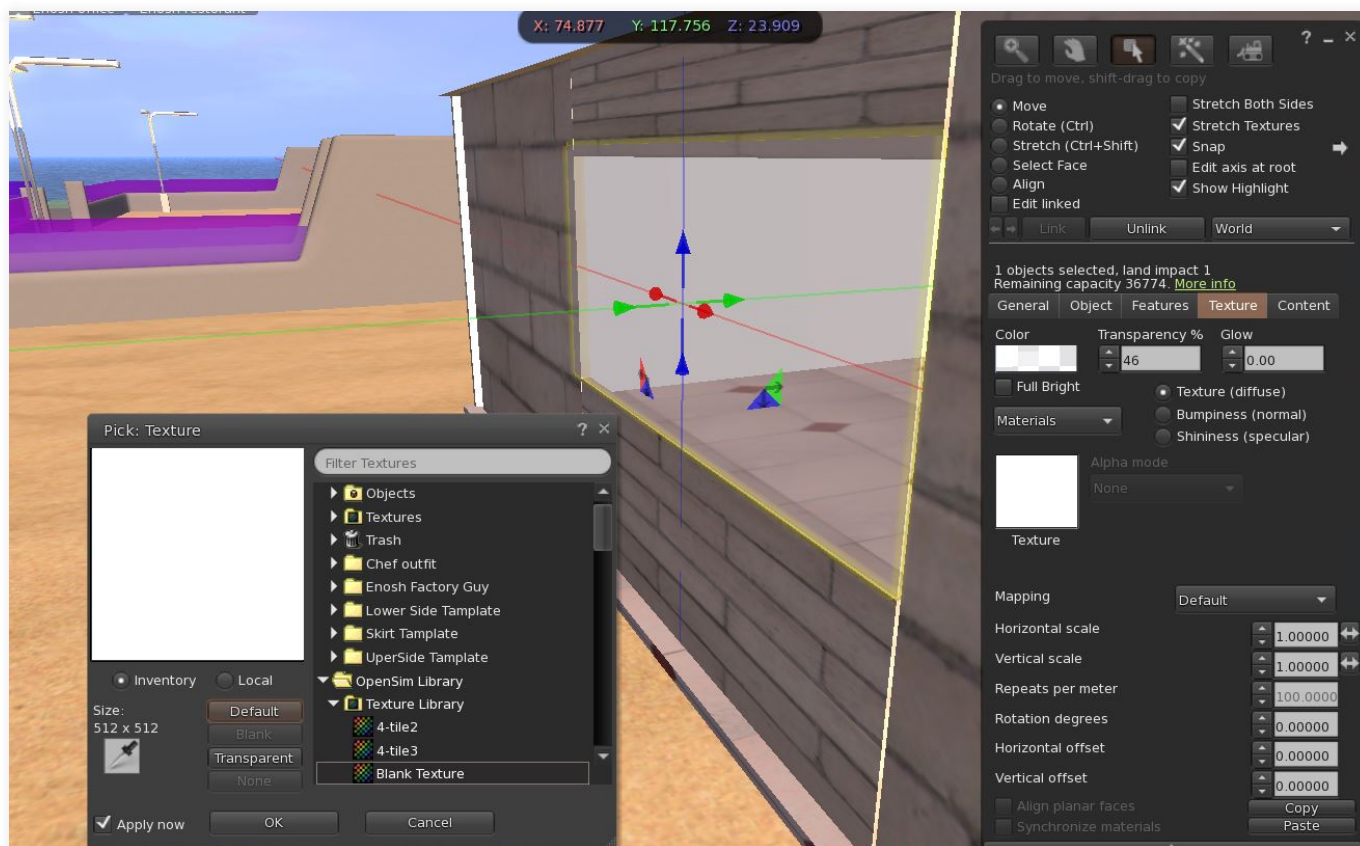 Enosh Office Enosh Restorant
X: 74.877 Y: 117.756 Z: 23.909
? _ ×
Drag to move, shift-drag to copy
Move
Rotate (Ctrl)
Stretch (Ctrl+Shift)
Select Face
Align
Edit linked
Stretch Both Sides
Stretch Textures
Snap
Edit axis at root
Show Highlight
Link Unlink World
1 objects selected, land impact 1
Remaining capacity 36774. More info
General Object Features Texture Content
Color Transparency % Glow
46 0.00
Full Bright
Materials
Texture (diffuse)
Bumpiness (normal)
Shininess (specular)
Alpha mode
None
Texture
Mapping Default
Horizontal scale 1.00000
Vertical scale 1.00000
Repeats per meter 100.0000
Rotation degrees 0.00000
Horizontal offset 0.00000
Vertical offset 0.00000
Align planar faces Copy
Synchronize materials Paste
Pick: Texture ? ×
Filter Textures
Objects
Textures
Trash
Chef outfit
Enosh Factory Guy
Lower Side Tamplate
Skirt Tamplate
UperSide Tamplate
OpenSim Library
Texture Library
4-tile2
4-tile3
Blank Texture
Inventory Local
Size:
512 x 512
Default
Blank
Transparent
None
Apply now OK Cancel